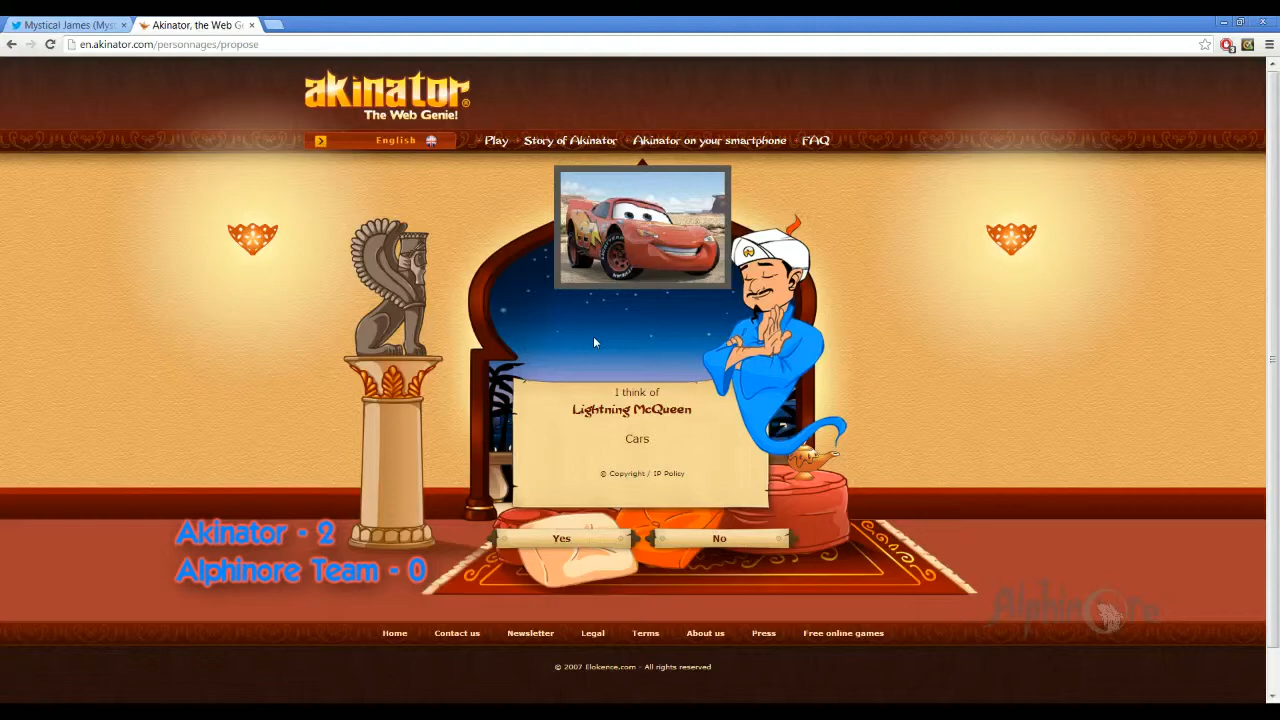 Mystical James (Mys
Akinator, the Web Ge
en.akinator.com/personnages/propose
akinator®
The Web Genie!
English
Play
Story of Akinator
Akinator on your smartphone
FAQ
I think of
Lightning McQueen
Cars
© Copyright / IP Policy
Yes
No
Akinator - 2
Alphinore Team - 0
Alphinore
Home
Contact us
Newsletter
Legal
Terms
About us
Press
Free online games
© 2007 Elokence.com - All rights reserved